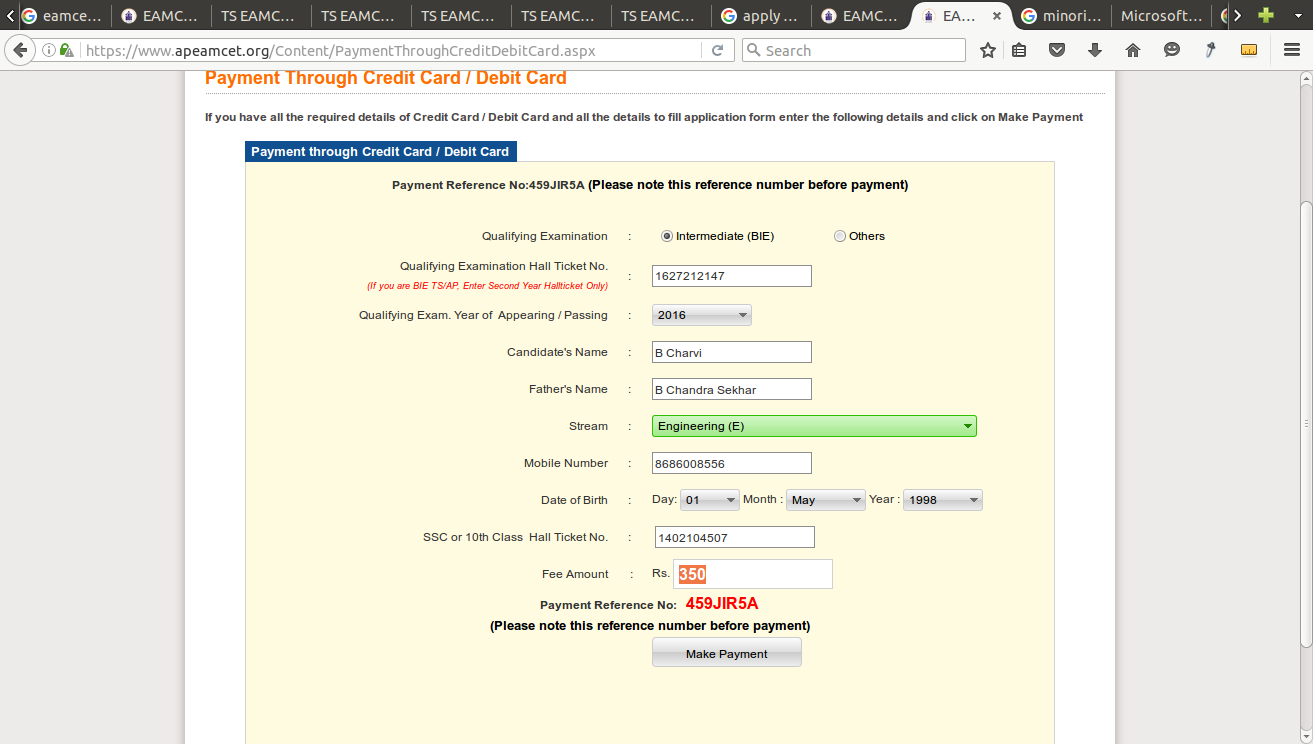 eamce... EAMC... TS EAMC... TS EAMC... TS EAMC... TS EAMC... TS EAMC... apply ... EAMC... EA... × minori... Microsoft...
https://www.apeamcet.org/Content/PaymentThroughCreditDebitCard.aspx Search
Payment Through Credit Card / Debit Card
If you have all the required details of Credit Card / Debit Card and all the details to fill application form enter the following details and click on Make Payment
Payment through Credit Card / Debit Card
Payment Reference No:459JIR5A (Please note this reference number before payment)
Qualifying Examination : Intermediate (BIE) Others
Qualifying Examination Hall Ticket No.
(If you are BIE TS/AP, Enter Second Year Hallticket Only) : 1627212147
Qualifying Exam. Year of Appearing / Passing : 2016
Candidate's Name : B Charvi
Father's Name : B Chandra Sekhar
Stream : Engineering (E)
Mobile Number : 8686008556
Date of Birth : Day: 01 Month : May Year : 1998
SSC or 10th Class Hall Ticket No. : 1402104507
Fee Amount : Rs. 350
Payment Reference No: 459JIR5A
(Please note this reference number before payment)
Make Payment